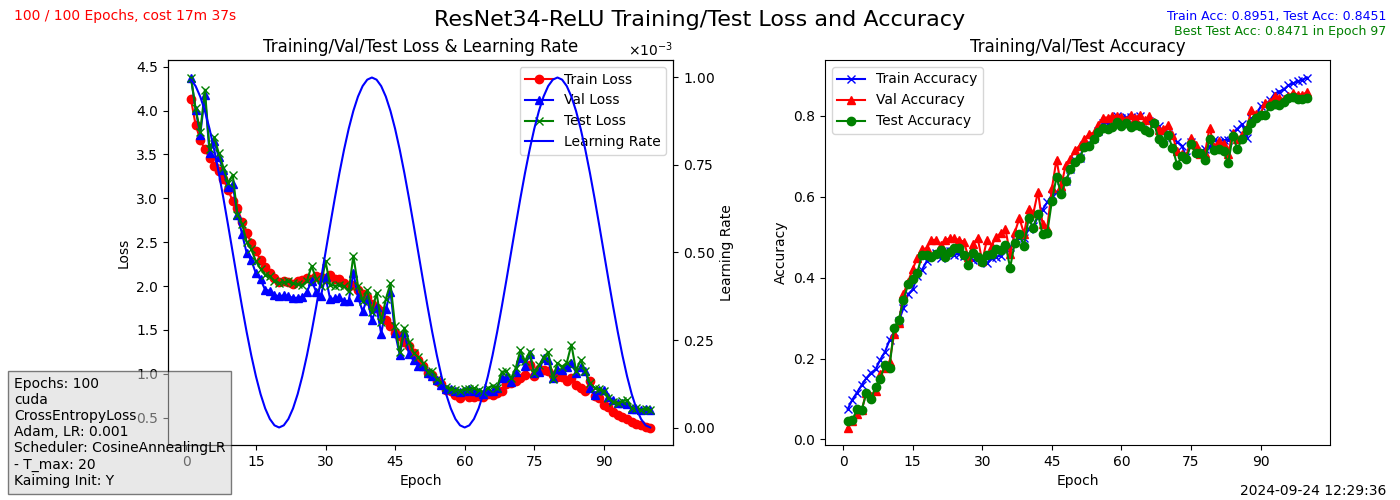 100 / 100 Epochs, cost 17m 37s
ResNet34-ReLU Training/Test Loss and Accuracy
Train Acc: 0.8951, Test Acc: 0.8451
Best Test Acc: 0.8471 in Epoch 97
Training/Val/Test Loss & Learning Rate
×10⁻³
Train Loss
Val Loss
Test Loss
Learning Rate
4.5
4.0
3.5
3.0
2.5
2.0
1.5
1.0
0.5
Loss
1.00
0.75
0.50
0.25
0.00
Learning Rate
0 15 30 45 60 75 90
Epoch
Training/Val/Test Accuracy
Train Accuracy
Val Accuracy
Test Accuracy
0.8
0.6
0.4
0.2
0.0
Accuracy
0 15 30 45 60 75 90
Epoch
Epochs: 100
cuda
CrossEntropyLoss
Adam, LR: 0.001
Scheduler: CosineAnnealingLR
- T_max: 20
Kaiming Init: Y
2024-09-24 12:29:36